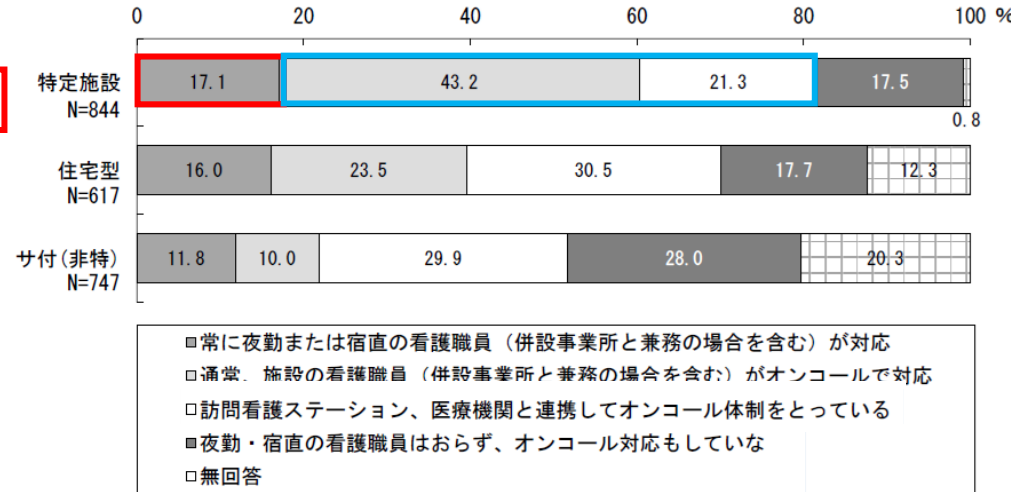 0 20 40 60 80 100 %
特定施設 17.1 43.2 21.3 17.5
N=844
0.8
住宅型 16.0 23.5 30.5 17.7 12.3
N=617
サ付(非特) 11.8 10.0 29.9 28.0 20.3
N=747
常に夜勤または宿直の看護職員（併設事業所と兼務の場合を含む）が対応
通常、施設の看護職員（併設事業所と兼務の場合を含む）がオンコールで対応
訪問看護ステーション、医療機関と連携してオンコール体制をとっている
夜勤・宿直の看護職員はおらず、オンコール対応もしていな
無回答